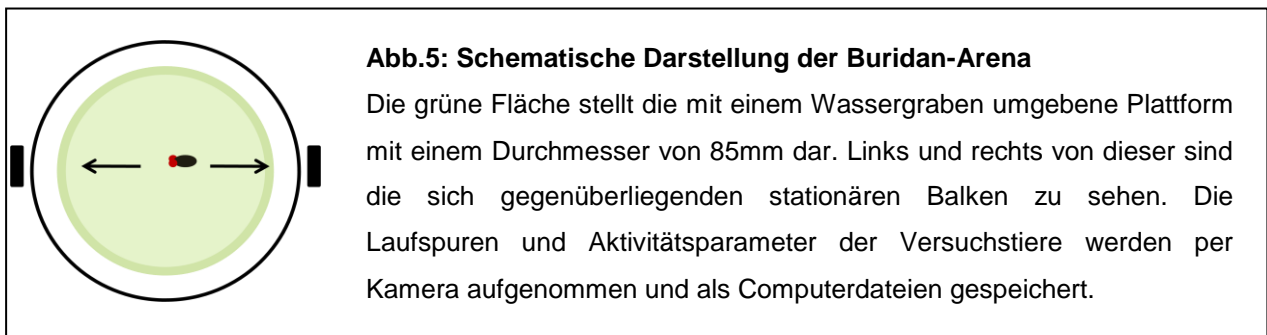 Abb.5: Schematische Darstellung der Buridan-Arena
Die grüne Fläche stellt die mit einem Wassergraben umgebene Plattform
mit einem Durchmesser von 85mm dar. Links und rechts von dieser sind
die sich gegenüberliegenden stationären Balken zu sehen. Die
Laufspuren und Aktivitätsparameter der Versuchstiere werden per
Kamera aufgenommen und als Computerdateien gespeichert.